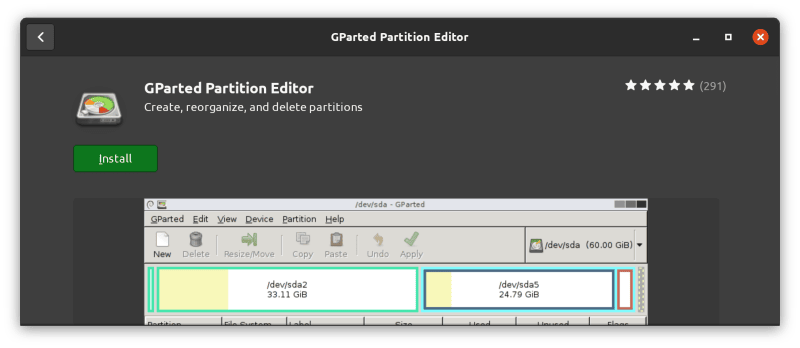 GParted Partition Editor
GParted Partition Editor
(291)
Create, reorganize, and delete partitions
Install
/dev/sda - GParted
GParted Edit View Device Partition Help
New Delete Resize/Move Copy Paste Undo Apply
/dev/sda (60.00 GiB)
/dev/sda2
33.11 GiB
/dev/sda5
24.79 GiB
Partition File System Label Size Used Unused Flags